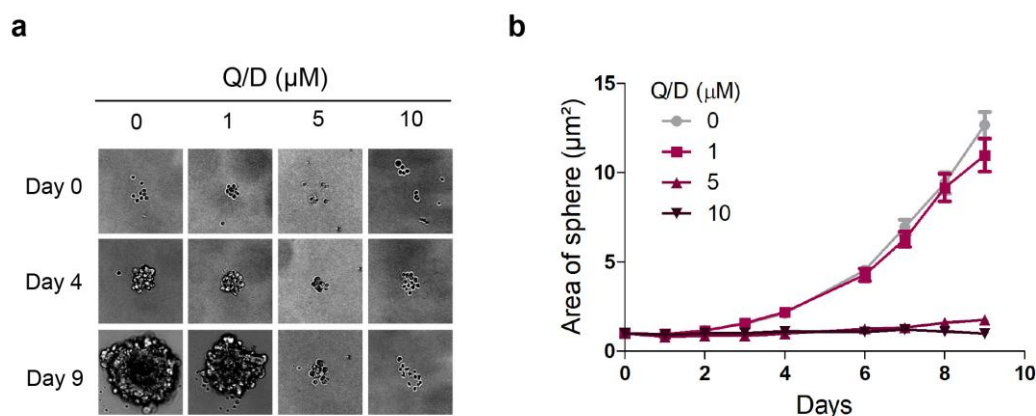 a
Q/D (µM)
0 1 5 10
Day 0
Day 4
Day 9
b
Area of sphere (µm²)
15
10
5
0
Q/D (µM)
0
1
5
10
0 2 4 6 8 10
Days